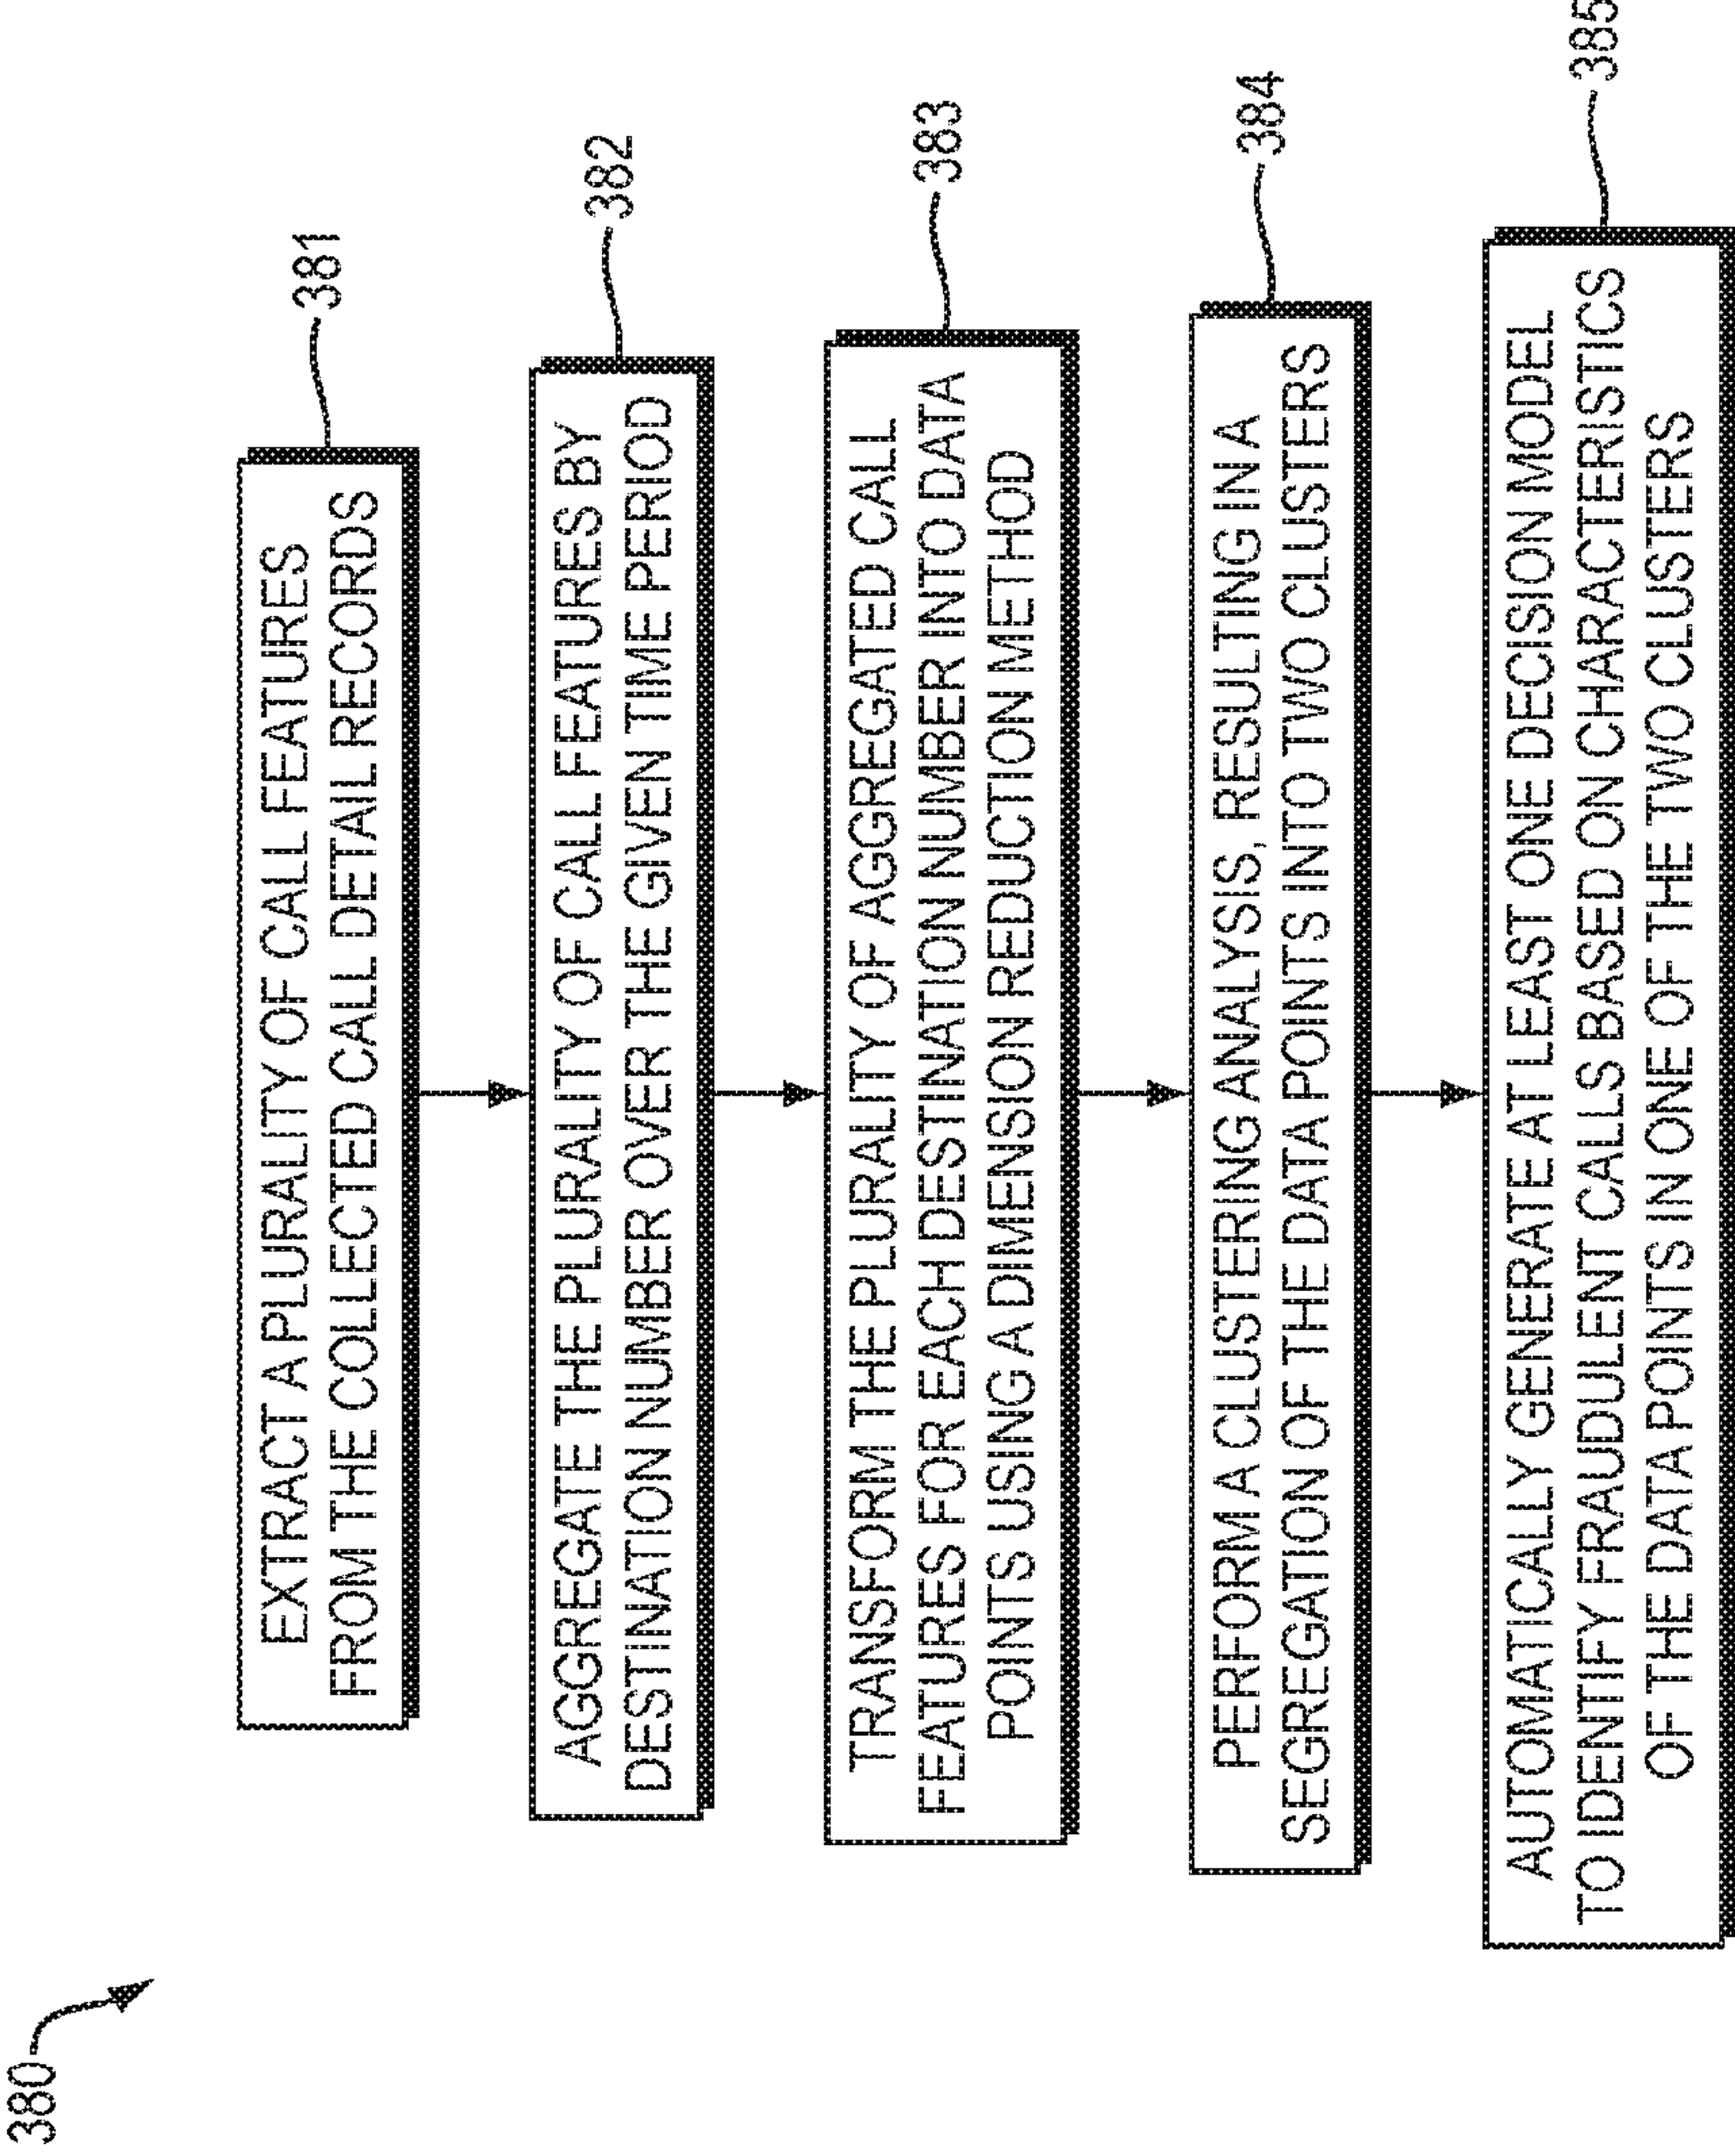 380
EXTRACT A PLURALITY OF CALL FEATURES
FROM THE COLLECTED CALL DETAIL RECORDS
381
AGGREGATE THE PLURALITY OF CALL FEATURES BY
DESTINATION NUMBER OVER THE GIVEN TIME PERIOD
382
TRANSFORM THE PLURALITY OF AGGREGATED CALL
FEATURES FOR EACH DESTINATION NUMBER INTO DATA
POINTS USING A DIMENSION REDUCTION METHOD
383
PERFORM A CLUSTERING ANALYSIS, RESULTING IN A
SEGREGATION OF THE DATA POINTS INTO TWO CLUSTERS
384
AUTOMATICALLY GENERATE AT LEAST ONE DECISION MODEL
TO IDENTIFY FRAUDULENT CALLS BASED ON CHARACTERISTICS
OF THE DATA POINTS IN ONE OF THE TWO CLUSTERS
385